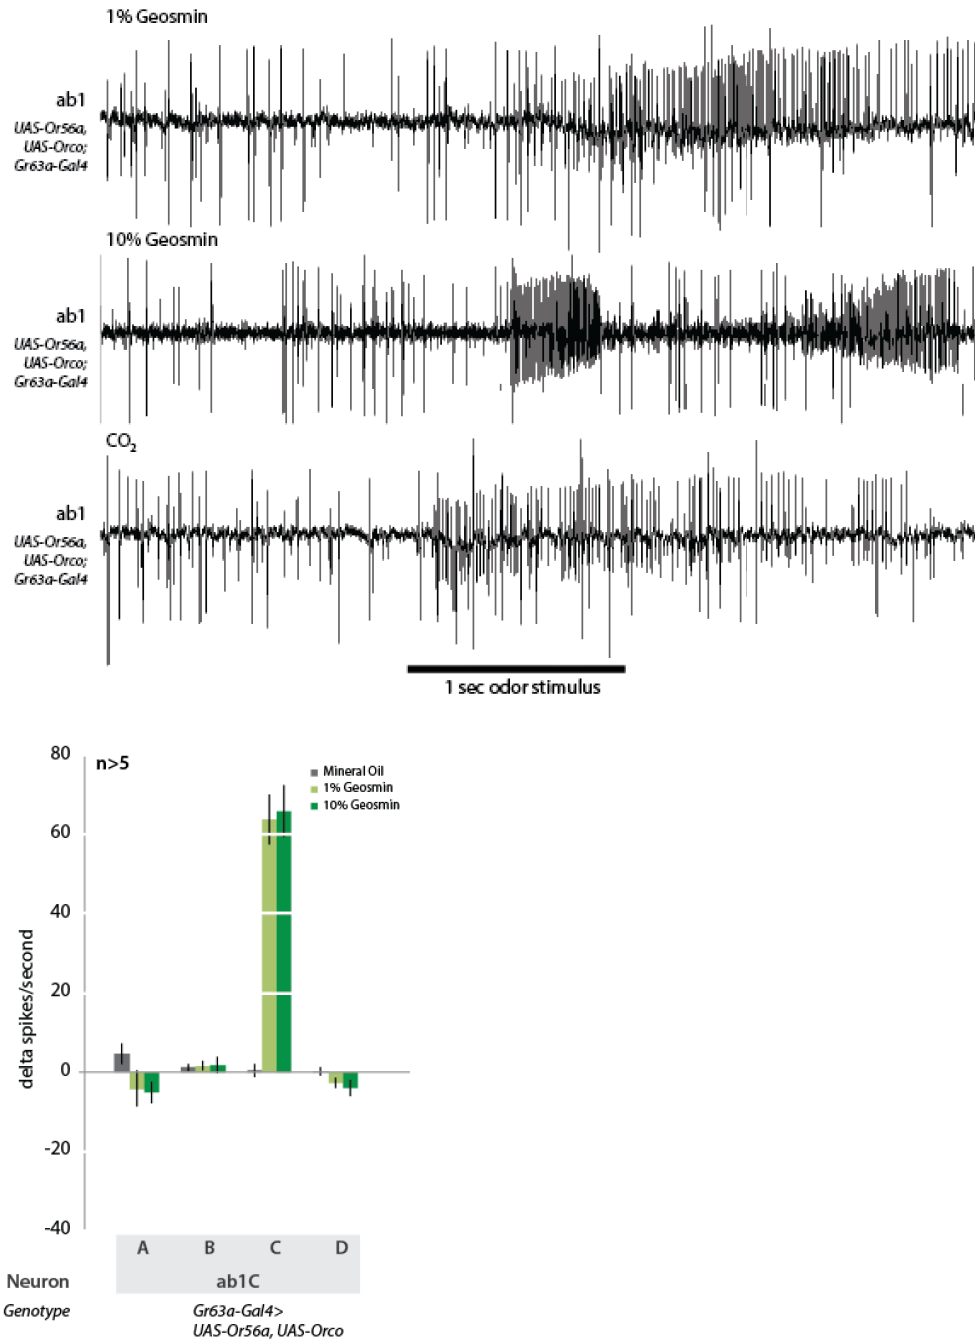 1% Geosmin
ab1
UAS-Or56a,
UAS-Orco;
Gr63a-Gal4
10% Geosmin
ab1
UAS-Or56a,
UAS-Orco;
Gr63a-Gal4
CO₂
ab1
UAS-Or56a,
UAS-Orco;
Gr63a-Gal4
1 sec odor stimulus
n>5
Mineral Oil
1% Geosmin
10% Geosmin
delta spikes/second
80
60
40
20
0
-20
-40
A B C D
Neuron ab1C
Genotype Gr63a-Gal4>
UAS-Or56a, UAS-Orco